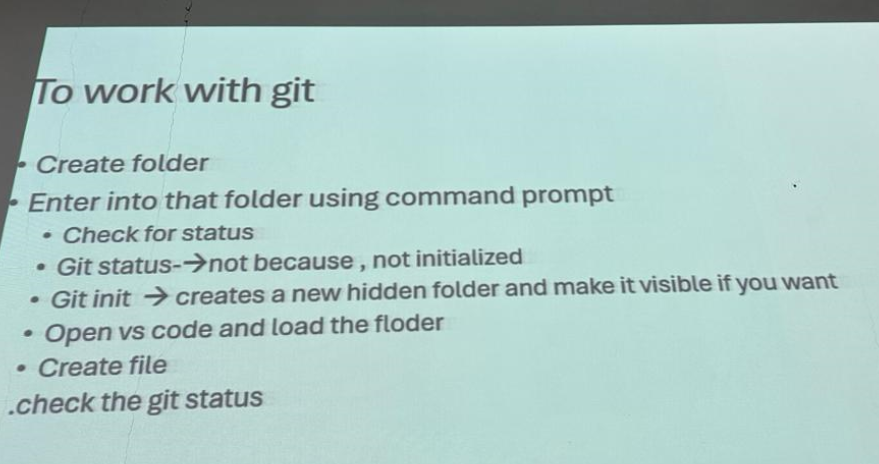 To work with git
• Create folder
• Enter into that folder using command prompt
• Check for status
• Git status-→not because , not initialized
• Git init → creates a new hidden folder and make it visible if you want
• Open vs code and load the floder
• Create file
.check the git status